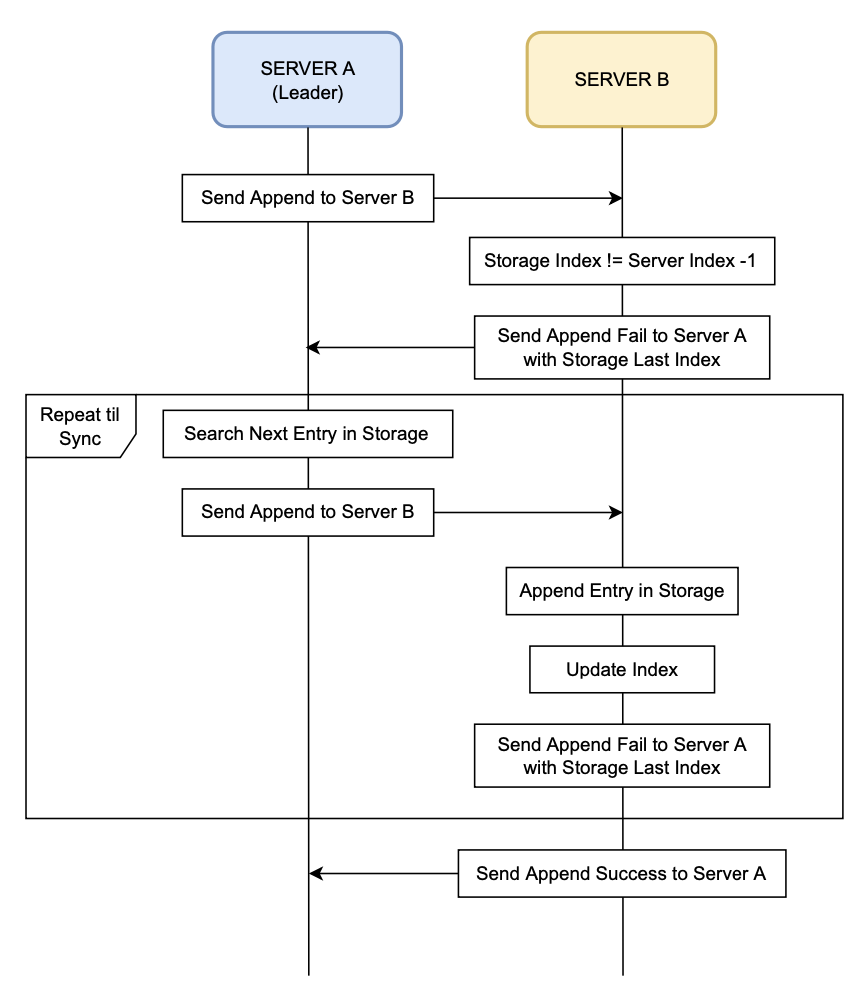 SERVER A
(Leader)
SERVER B
Send Append to Server B
Storage Index != Server Index -1
Send Append Fail to Server A
with Storage Last Index
Repeat til
Sync
Search Next Entry in Storage
Send Append to Server B
Append Entry in Storage
Update Index
Send Append Fail to Server A
with Storage Last Index
Send Append Success to Server A